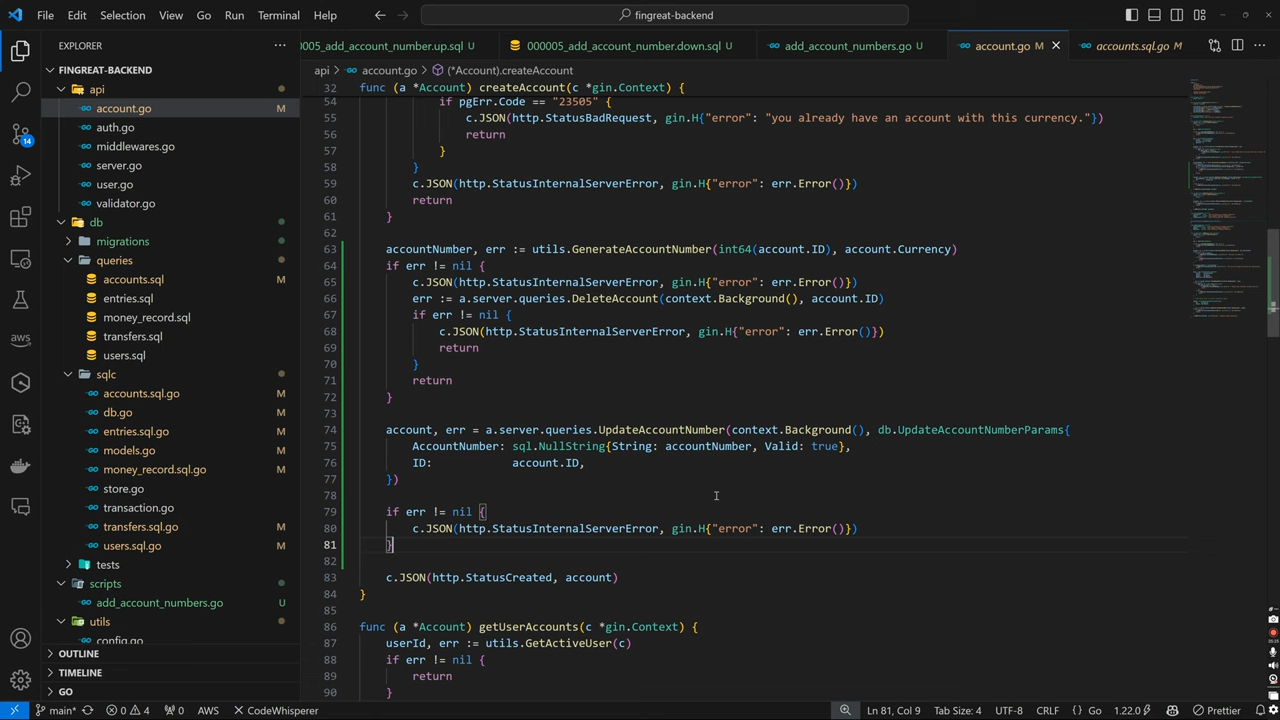 File Edit Selection View Go Run Terminal Help
fingreat-backend
EXPLORER
000005_add_account_number.up.sql
000005_add_account_number.down.sql
add_account_numbers.go U
account.go M
accounts.sql.go M
FINGREAT-BACKEND
api
account.go M
auth.go
middlewares.go
server.go
user.go
validator.go
db
migrations
queries
accounts.sql
entries.sql
money_record.sql
transfers.sql
users.sql
sqlc
accounts.sql.go M
db.go M
entries.sql.go M
models.go M
money_record.sql.go M
store.go
transaction.go
transfers.sql.go M
users.sql.go M
tests
scripts
add_account_numbers.go U
utils
config.go
OUTLINE
TIMELINE
GO
api > account.go > (*Account).createAccount
32 func (a *Account) createAccount(c *gin.Context) {
54 if pgErr.Code == "23505" {
55 c.JSON(http.StatusBadRequest, gin.H{"error": "you already have an account with this currency."})
56 return
57 }
58 }
59 c.JSON(http.StatusInternalServerError, gin.H{"error": err.Error()})
60 return
61 }
62
63 accountNumber, err := utils.GenerateAccountNumber(int64(account.ID), account.Currency)
64 if err != nil {
65 c.JSON(http.StatusInternalServerError, gin.H{"error": err.Error()})
66 err := a.server.queries.DeleteAccount(context.Background(), account.ID)
67 if err != nil {
68 c.JSON(http.StatusInternalServerError, gin.H{"error": err.Error()})
69 return
70 }
71 return
72 }
73
74 account, err = a.server.queries.UpdateAccountNumber(context.Background(), db.UpdateAccountNumberParams{
75 AccountNumber: sql.NullString{String: accountNumber, Valid: true},
76 ID: account.ID,
77 })
78
79 if err != nil {
80 c.JSON(http.StatusInternalServerError, gin.H{"error": err.Error()})
81 }
82
83 c.JSON(http.StatusCreated, account)
84 }
85
86 func (a *Account) getUserAccounts(c *gin.Context) {
87 userId, err := utils.GetActiveUser(c)
88 if err != nil {
89 return
90 }
14
main* 0 4 0 AWS CodeWhisperer
Ln 81, Col 9 Tab Size: 4 UTF-8 CRLF {} Go 1.22.0 Prettier